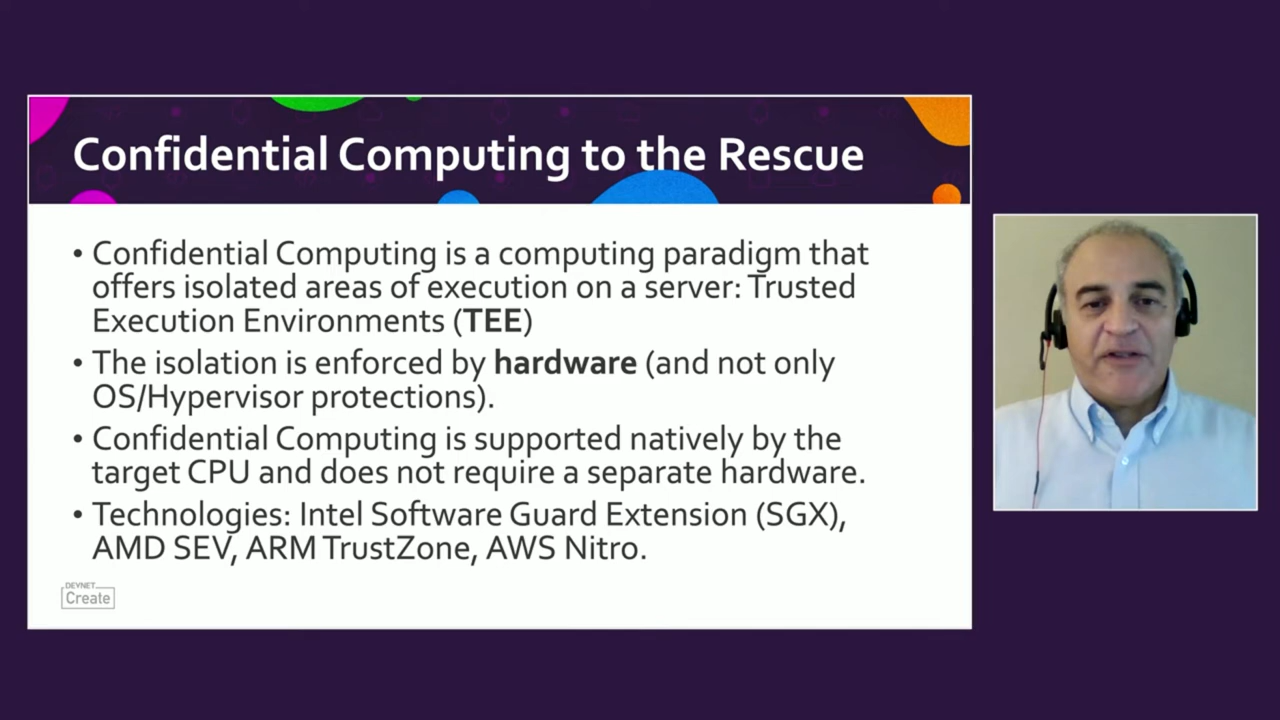 Confidential Computing to the Rescue
• Confidential Computing is a computing paradigm that
offers isolated areas of execution on a server: Trusted
Execution Environments (TEE)
• The isolation is enforced by hardware (and not only
OS/Hypervisor protections).
• Confidential Computing is supported natively by the
target CPU and does not require a separate hardware.
• Technologies: Intel Software Guard Extension (SGX),
AMD SEV, ARM TrustZone, AWS Nitro.
DEVNET
Create